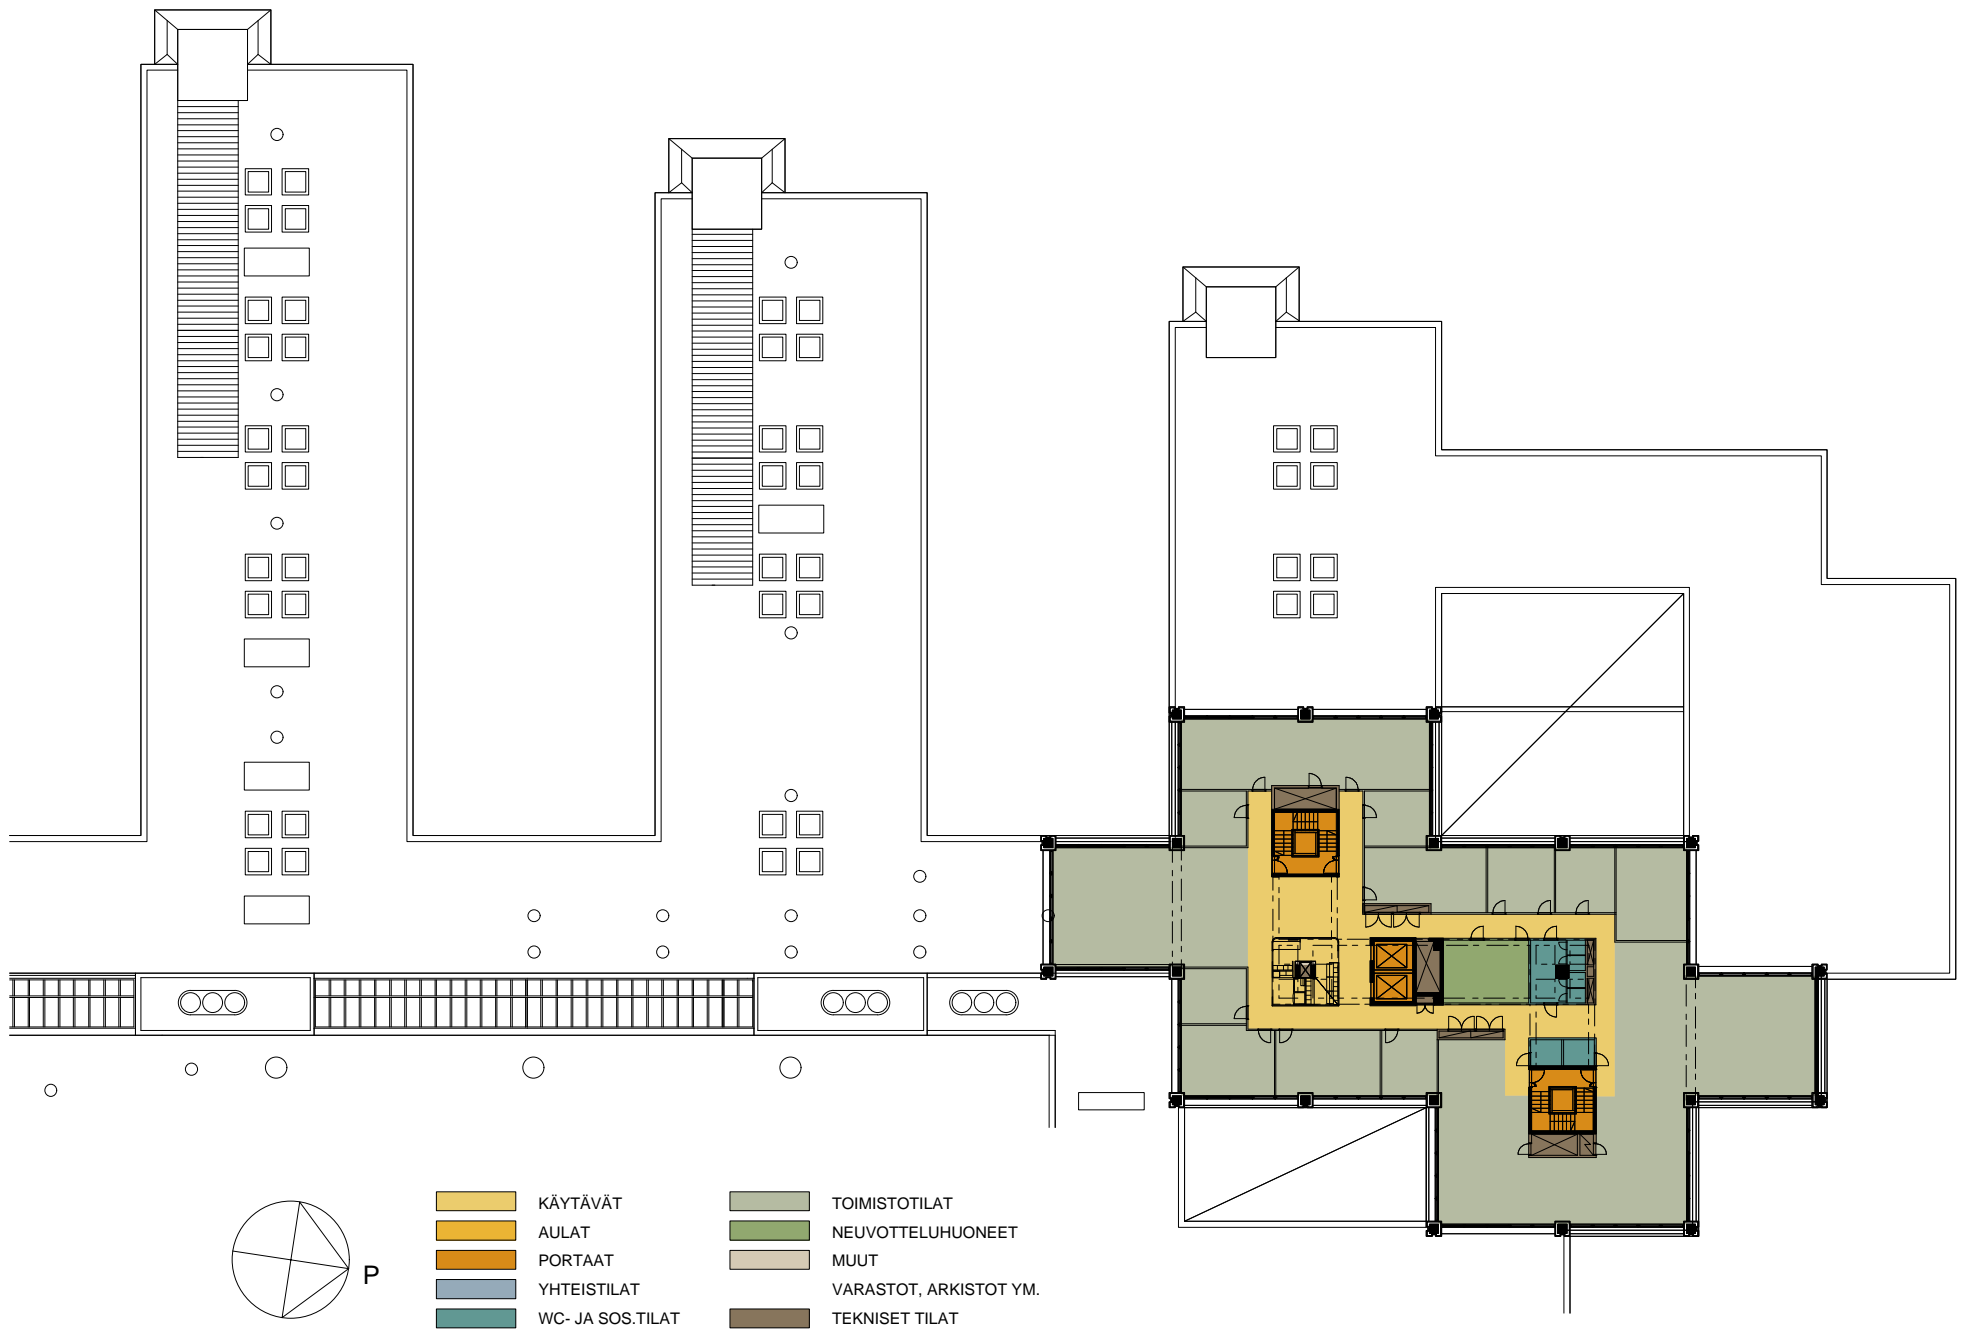 P
KÄYTÄVÄT
AULAT
PORTAAT
YHTEISTILAT
WC- JA SOS.TILAT
TOIMISTOTILAT
NEUVOTTELUHUONEET
MUUT
VARASTOT, ARKISTOT YM.
TEKNISET TILAT